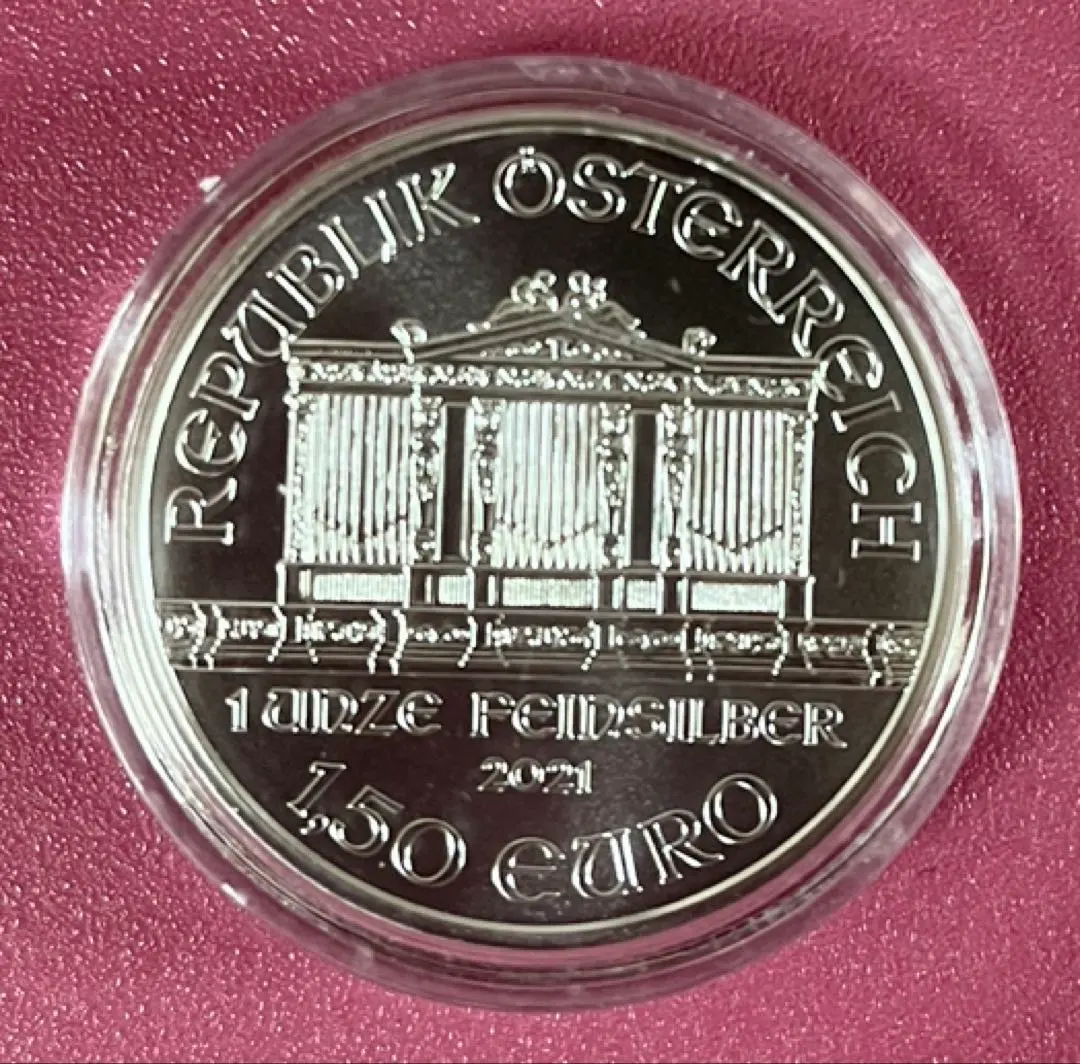 REPUBLIK ÖSTERREICH
1 UNZE FEINSILBER
2021
1,50 EURO